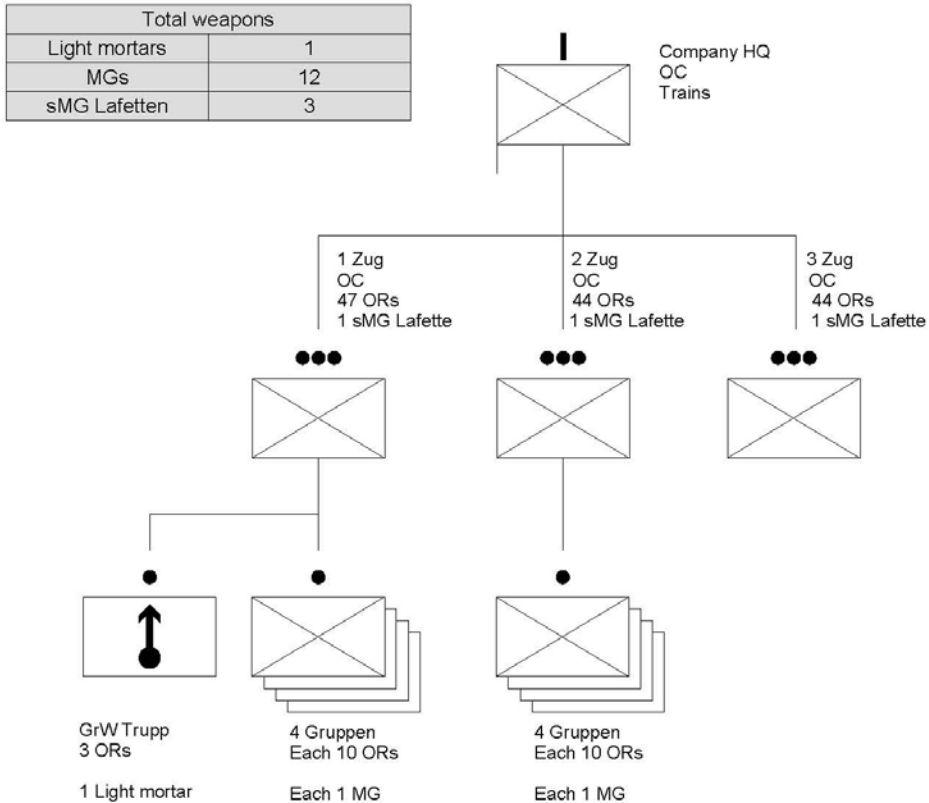 Total weapons
Light mortars 1
MGs 12
sMG Lafetten 3
Company HQ
OC
Trains
1 Zug
OC
47 ORs
1 sMG Lafette
2 Zug
OC
44 ORs
1 sMG Lafette
3 Zug
OC
44 ORs
1 sMG Lafette
GrW Trupp
3 ORs
1 Light mortar
4 Gruppen
Each 10 ORs
Each 1 MG
4 Gruppen
Each 10 ORs
Each 1 MG